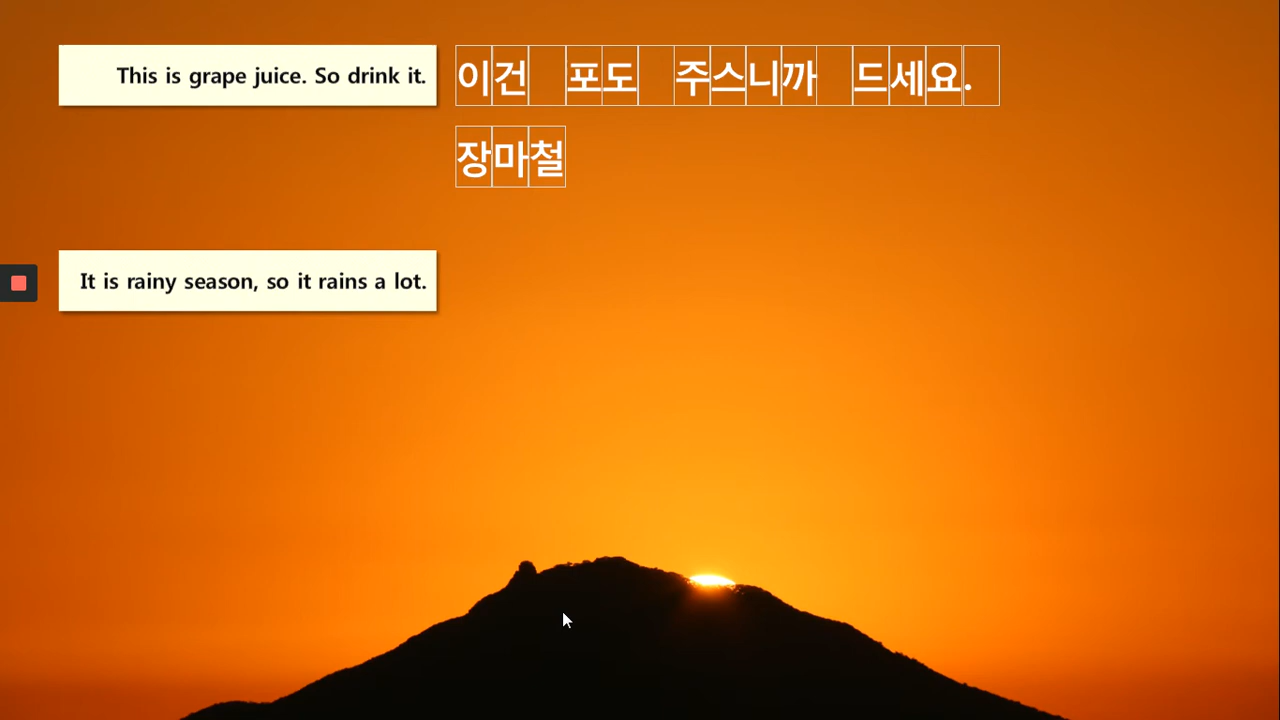 This is grape juice. So drink it.
이건 포도 주스니까 드세요.
장마철
It is rainy season, so it rains a lot.